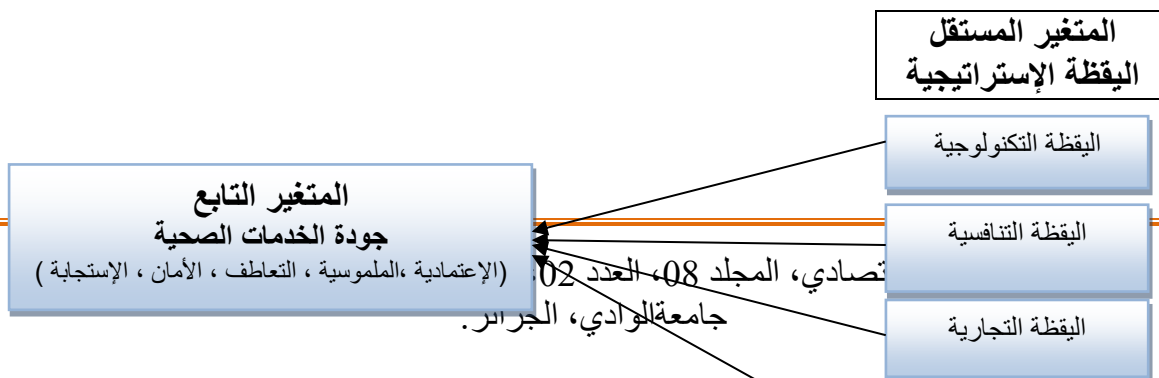 المتغير المستقل
اليقظة الإستراتيجية
اليقظة التكنولوجية
المتغير التابع
جودة الخدمات الصحية
(الإعتمادية ،الملموسية ، التعاطف ، الأمان ، الإستجابة )
اليقظة التنافسية
تصادي، المجلد 08، العدد 02،
جامعةالوادي، الجزائر.
اليقظة التجارية